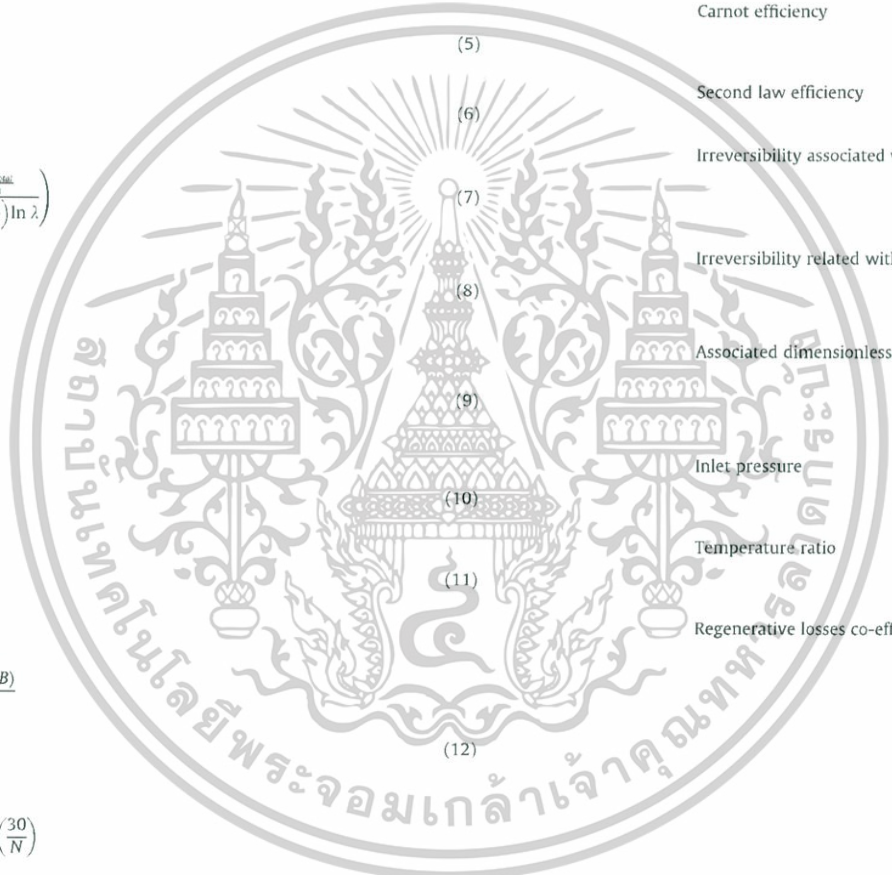 Carnot efficiency
(5)
Second law efficiency
(6)
Irreversibility associated
)ln λ)
(7)
Irreversibility related with
(8)
Associated dimensionless
(9)
Inlet pressure
(10)
Temperature ratio
(11)
Regenerative losses co-eff
B)
(12)
(30/N)
สถาบันเทคโนโลยีพระจอมเกล้าเจ้าคุณทหารลาดกระบัง
๔